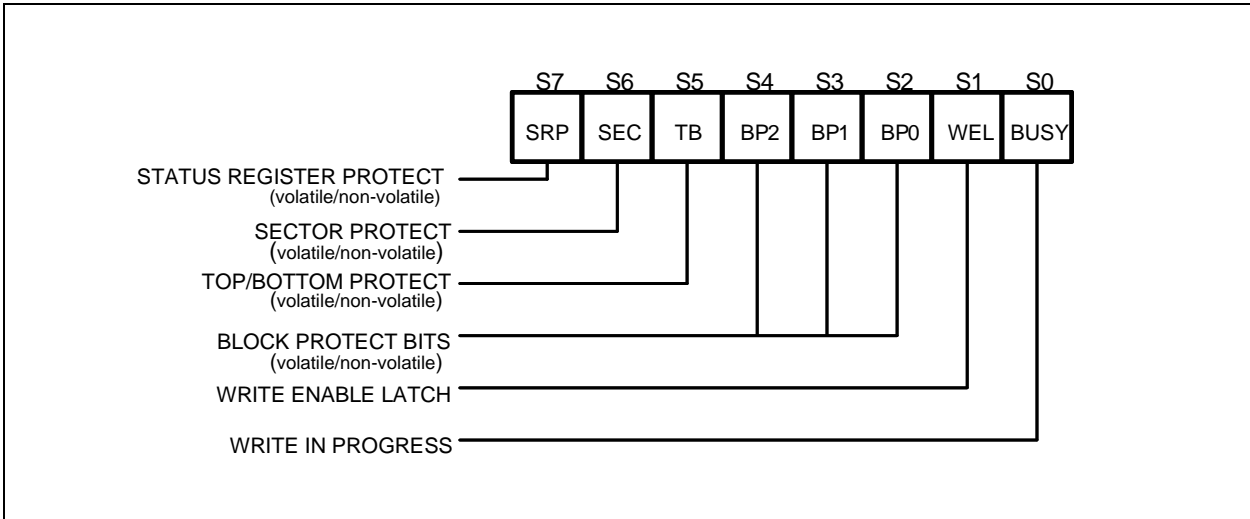 S7 S6 S5 S4 S3 S2 S1 S0
SRP SEC TB BP2 BP1 BP0 WEL BUSY
STATUS REGISTER PROTECT
(volatile/non-volatile)
SECTOR PROTECT
(volatile/non-volatile)
TOP/BOTTOM PROTECT
(volatile/non-volatile)
BLOCK PROTECT BITS
(volatile/non-volatile)
WRITE ENABLE LATCH
WRITE IN PROGRESS